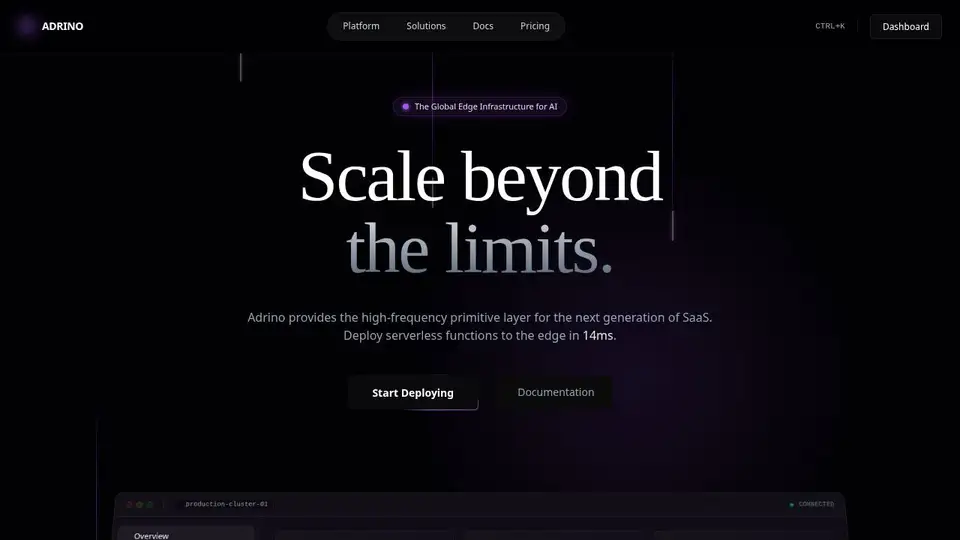 ADRINO
Platform Solutions Docs Pricing
CTRL+K
Dashboard
The Global Edge Infrastructure for AI
Scale beyond
the limits.
Adrino provides the high-frequency primitive layer for the next generation of SaaS.
Deploy serverless functions to the edge in 14ms.
Start Deploying
Documentation
production-cluster-01
CONNECTED
Overview